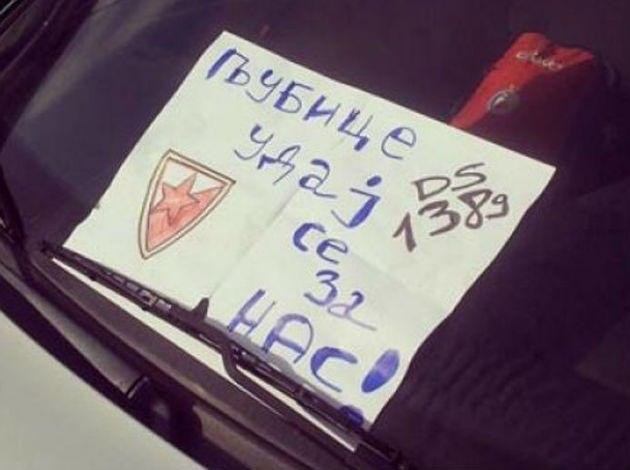 Љубице
удај
се
за
НАС!
DS
1389